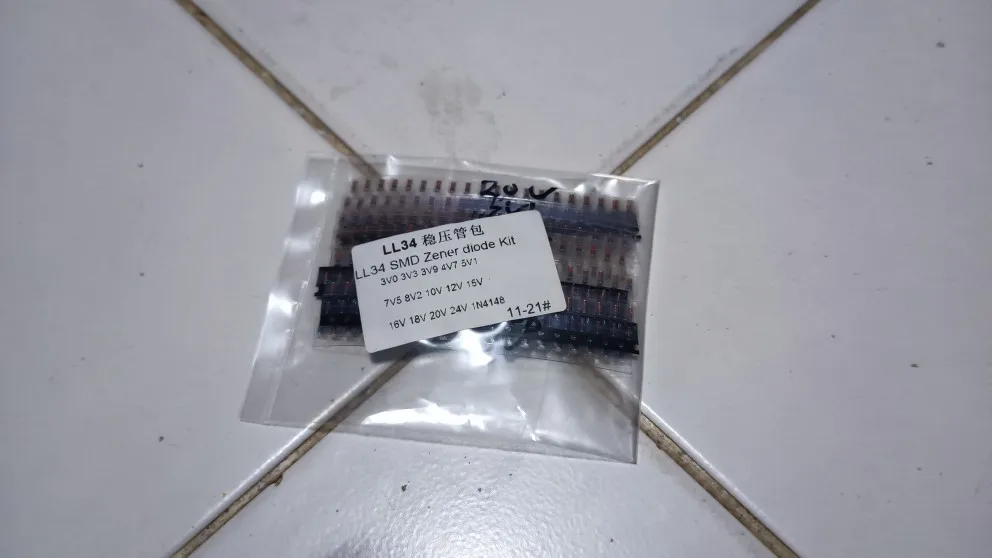 20V
LL34 稳压管包
LL34 SMD Zener diode Kit
3V0 3V3 3V9 4V7 5V1
7V5 8V2 10V 12V 15V
16V 18V 20V 24V 1N4148
11-21#